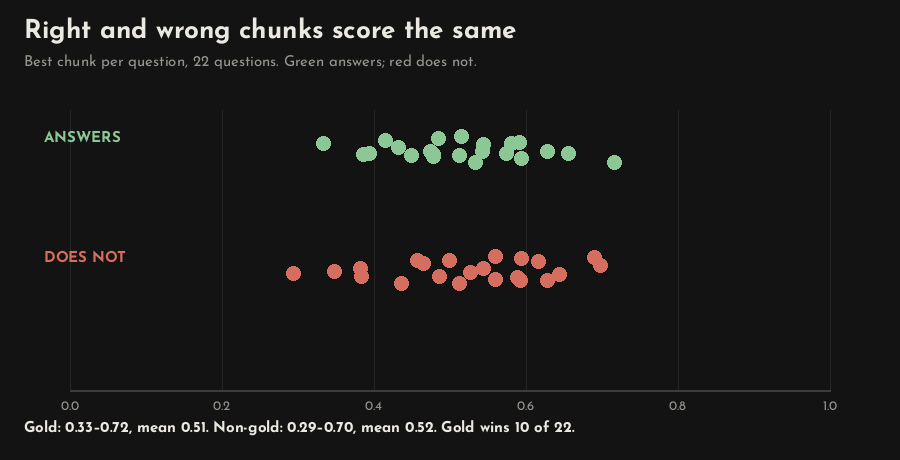 Right and wrong chunks score the same
Best chunk per question, 22 questions. Green answers; red does not.
ANSWERS
DOES NOT
0.0 0.2 0.4 0.6 0.8 1.0
Gold: 0.33–0.72, mean 0.51. Non-gold: 0.29–0.70, mean 0.52. Gold wins 10 of 22.